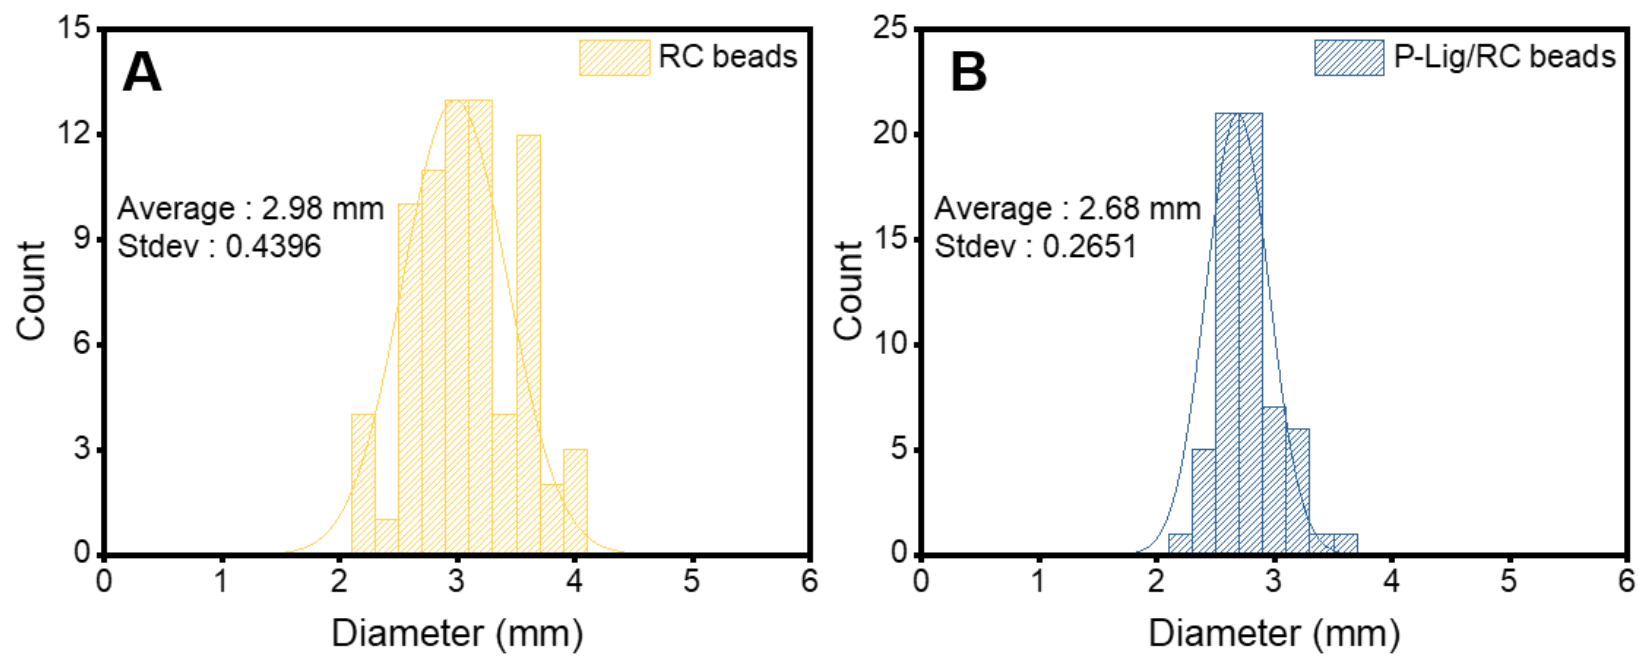 A
RC beads
Average : 2.98 mm
Stdev : 0.4396
Count
15
12
9
6
3
0
0 1 2 3 4 5 6
Diameter (mm)
B
P-Lig/RC beads
Average : 2.68 mm
Stdev : 0.2651
Count
25
20
15
10
5
0
0 1 2 3 4 5 6
Diameter (mm)